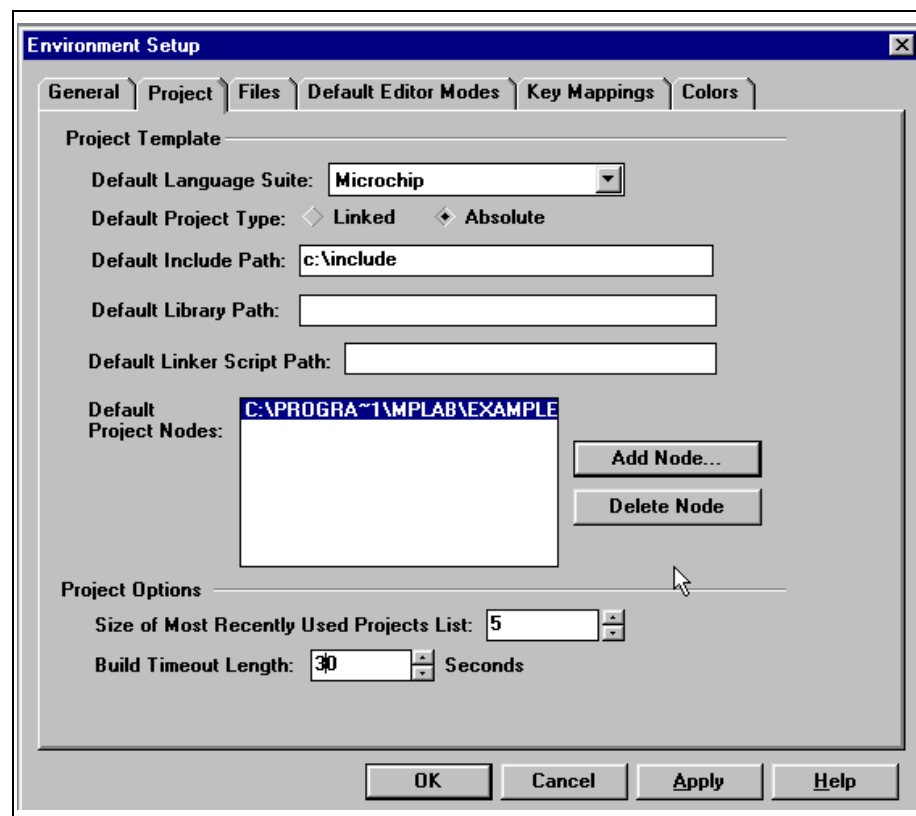 Environment Setup
General Project Files Default Editor Modes Key Mappings Colors
Project Template
Default Language Suite: Microchip
Default Project Type: Linked Absolute
Default Include Path: c:\include
Default Library Path:
Default Linker Script Path:
Default
Project Nodes:
C:\PROGRA~1\MPLAB\EXAMPLE
Add Node...
Delete Node
Project Options
Size of Most Recently Used Projects List: 5
Build Timeout Length: 30 Seconds
OK Cancel Apply Help